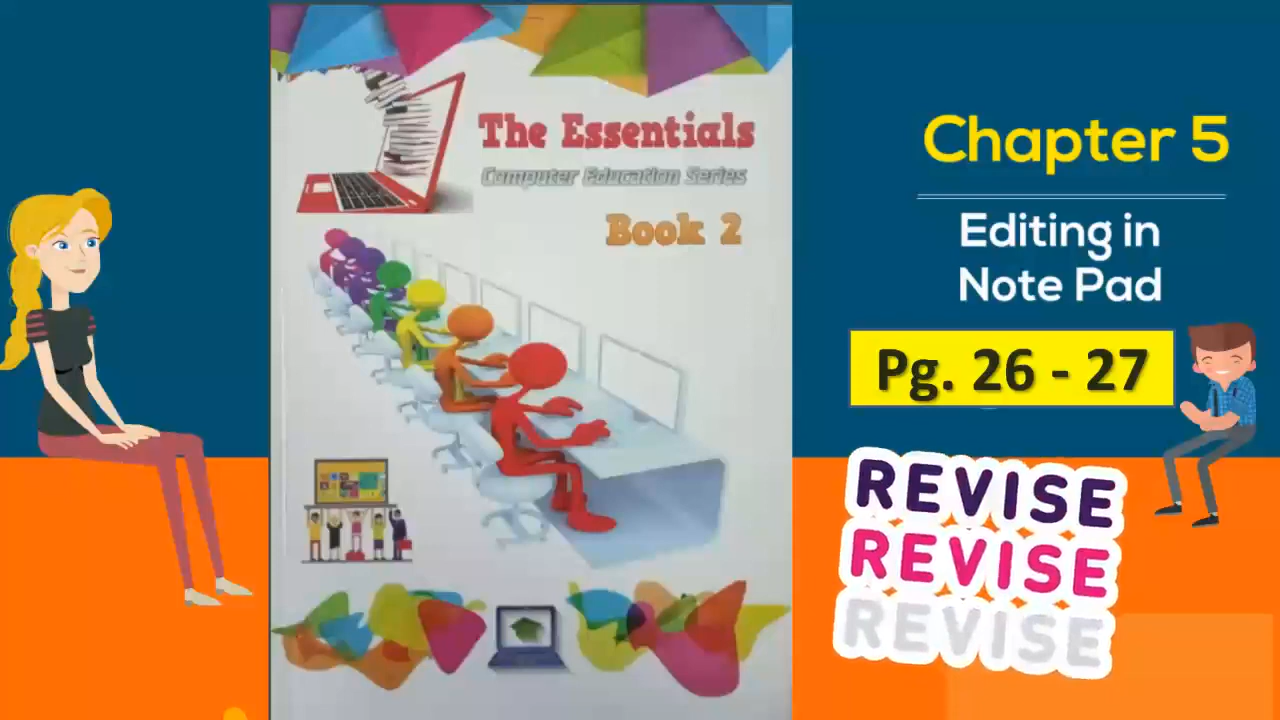 The Essentials
Computer Education Series
Book 2
Chapter 5
Editing in
Note Pad
Pg. 26 - 27
REVISE
REVISE
REVISE